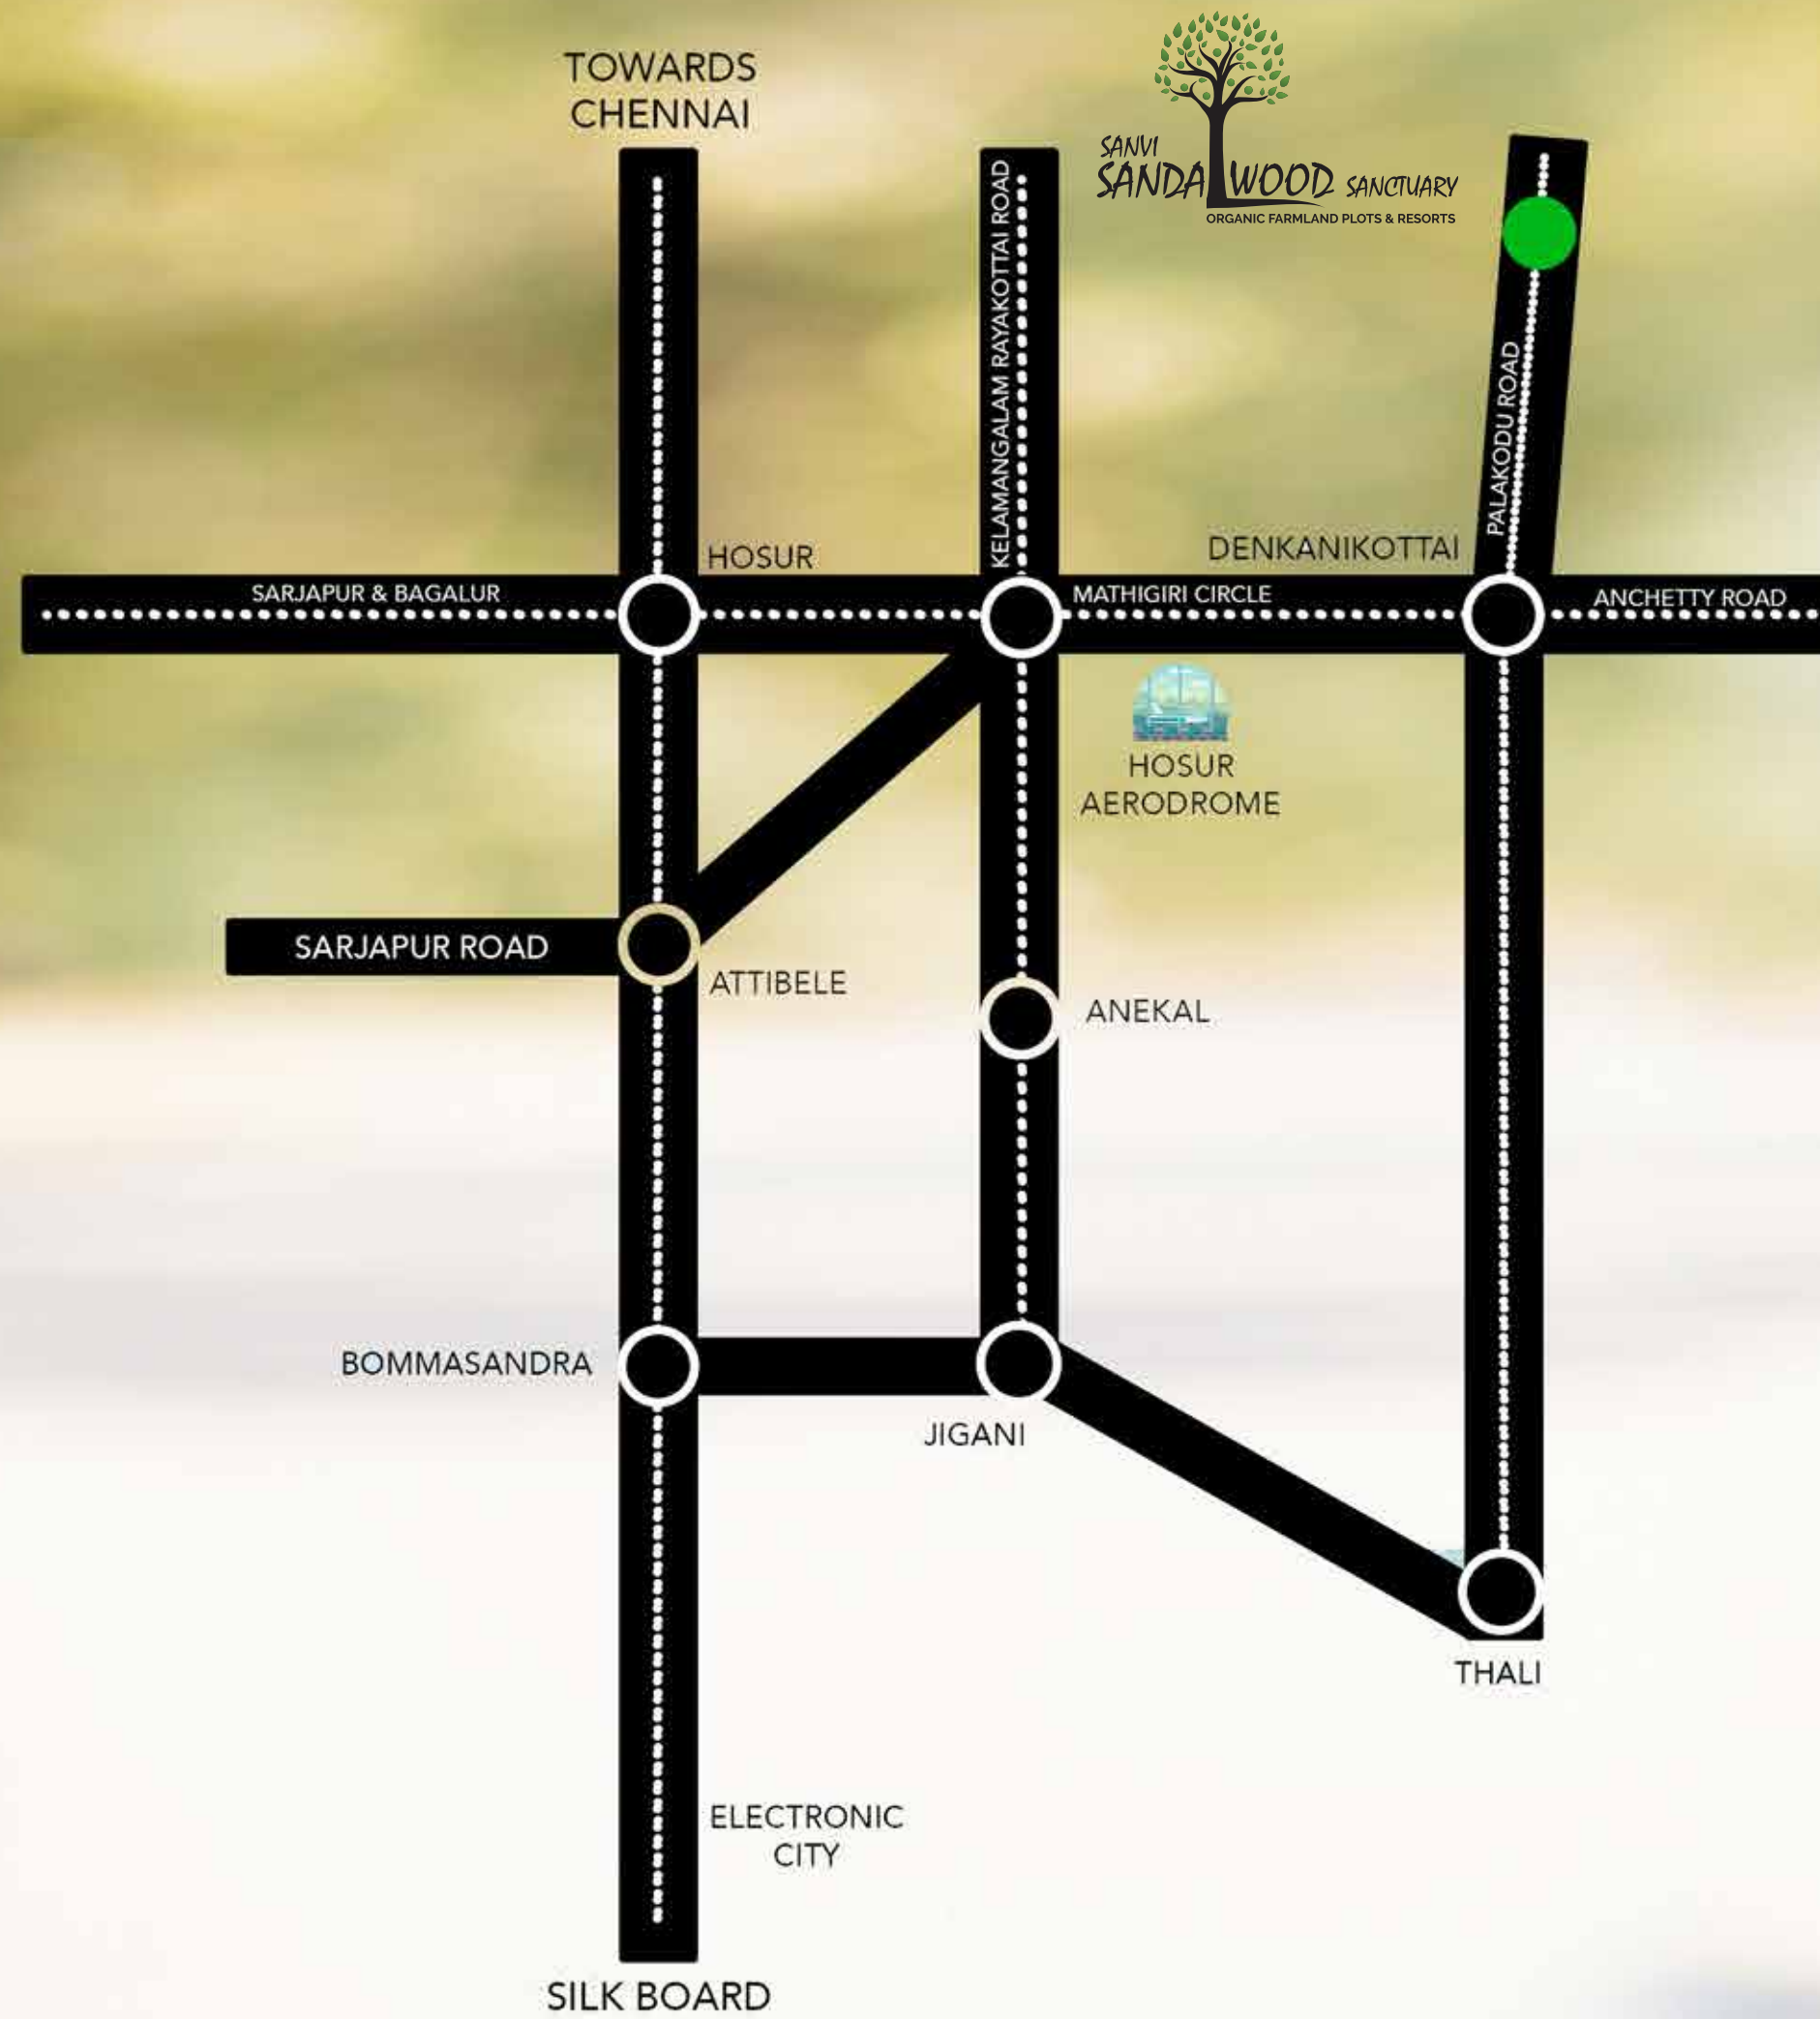 TOWARDS
CHENNAI
SANVI
SANDALWOOD SANCTUARY
ORGANIC FARMLAND PLOTS & RESORTS
KELAMANGALAM RAYAKOTTAI ROAD
PALAKODU ROAD
HOSUR
DENKANIKOTTAI
SARJAPUR & BAGALUR
MATHIGIRI CIRCLE
ANCHETTY ROAD
HOSUR
AERODROME
SARJAPUR ROAD
ATTIBELE
ANEKAL
BOMMASANDRA
JIGANI
THALI
ELECTRONIC
CITY
SILK BOARD